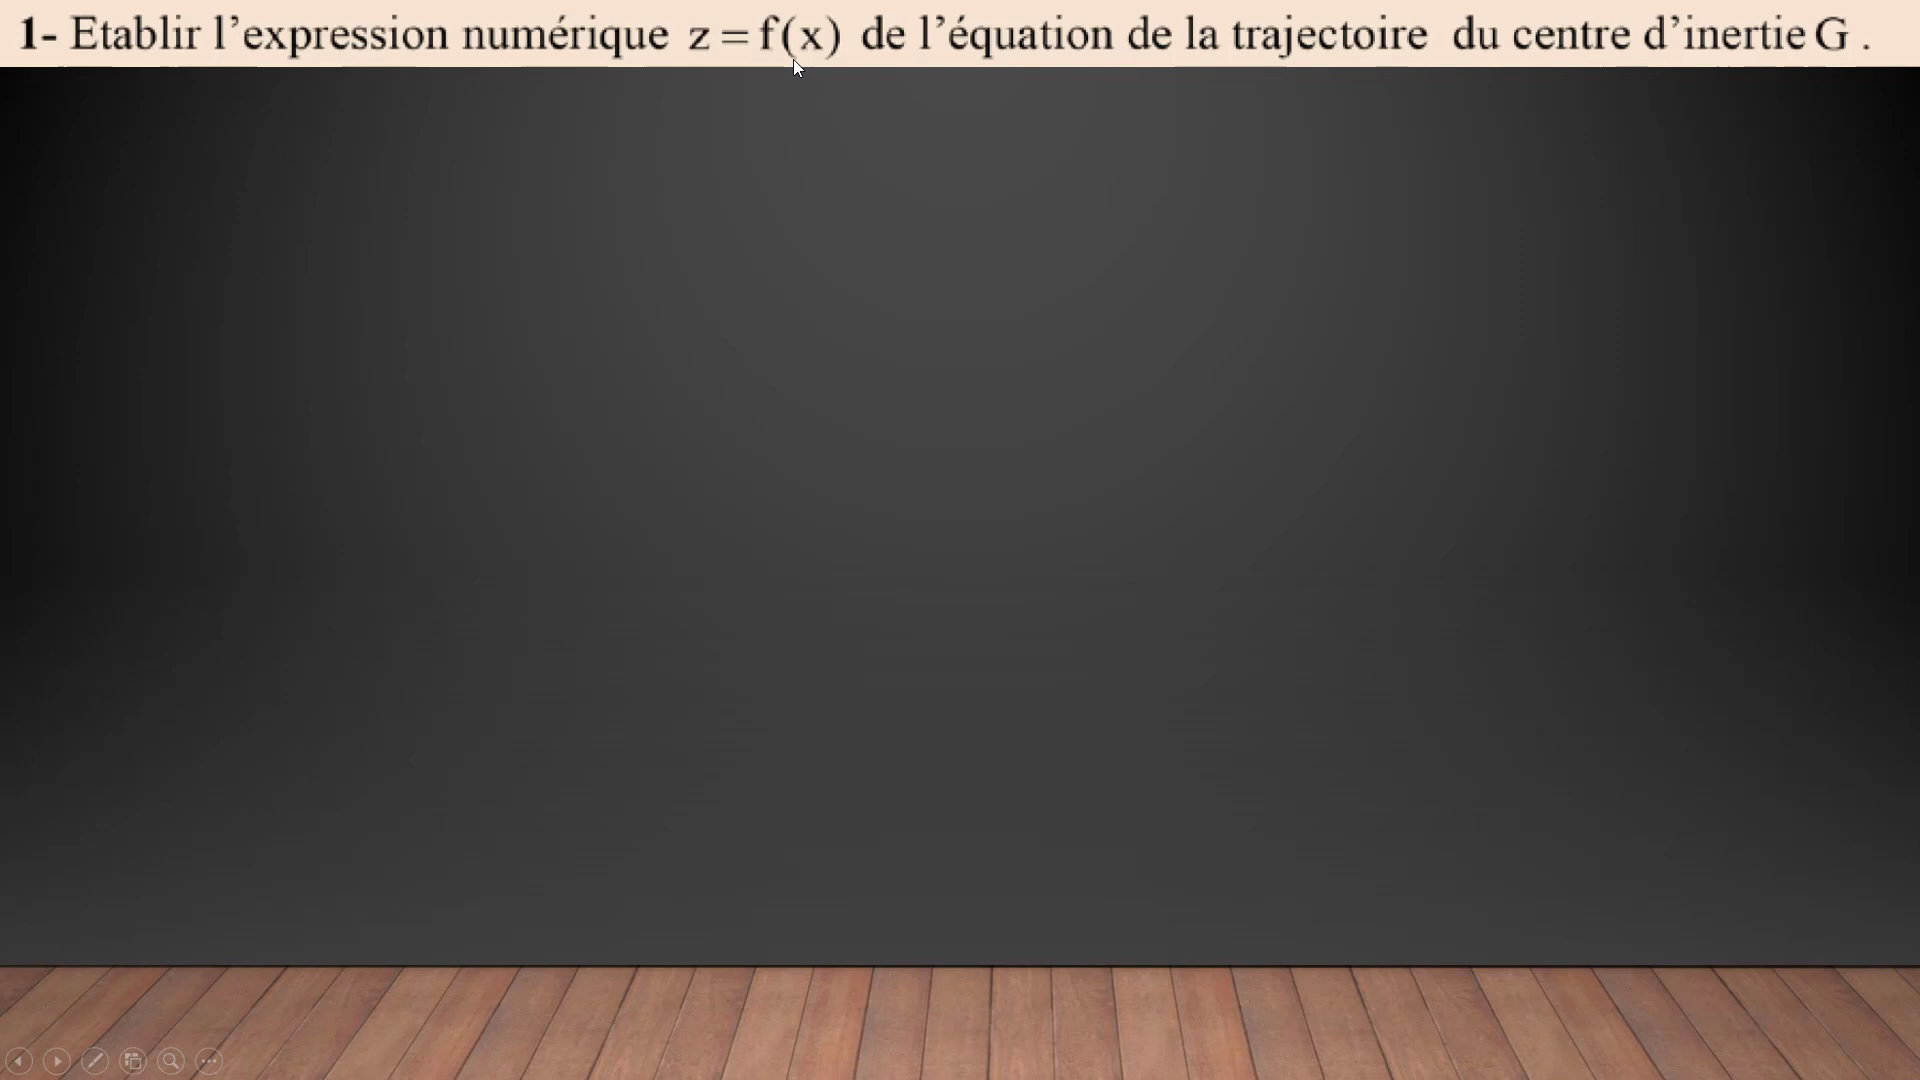 1- Etablir l’expression numérique z = f(x) de l’équation de la trajectoire du centre d’inertie G .